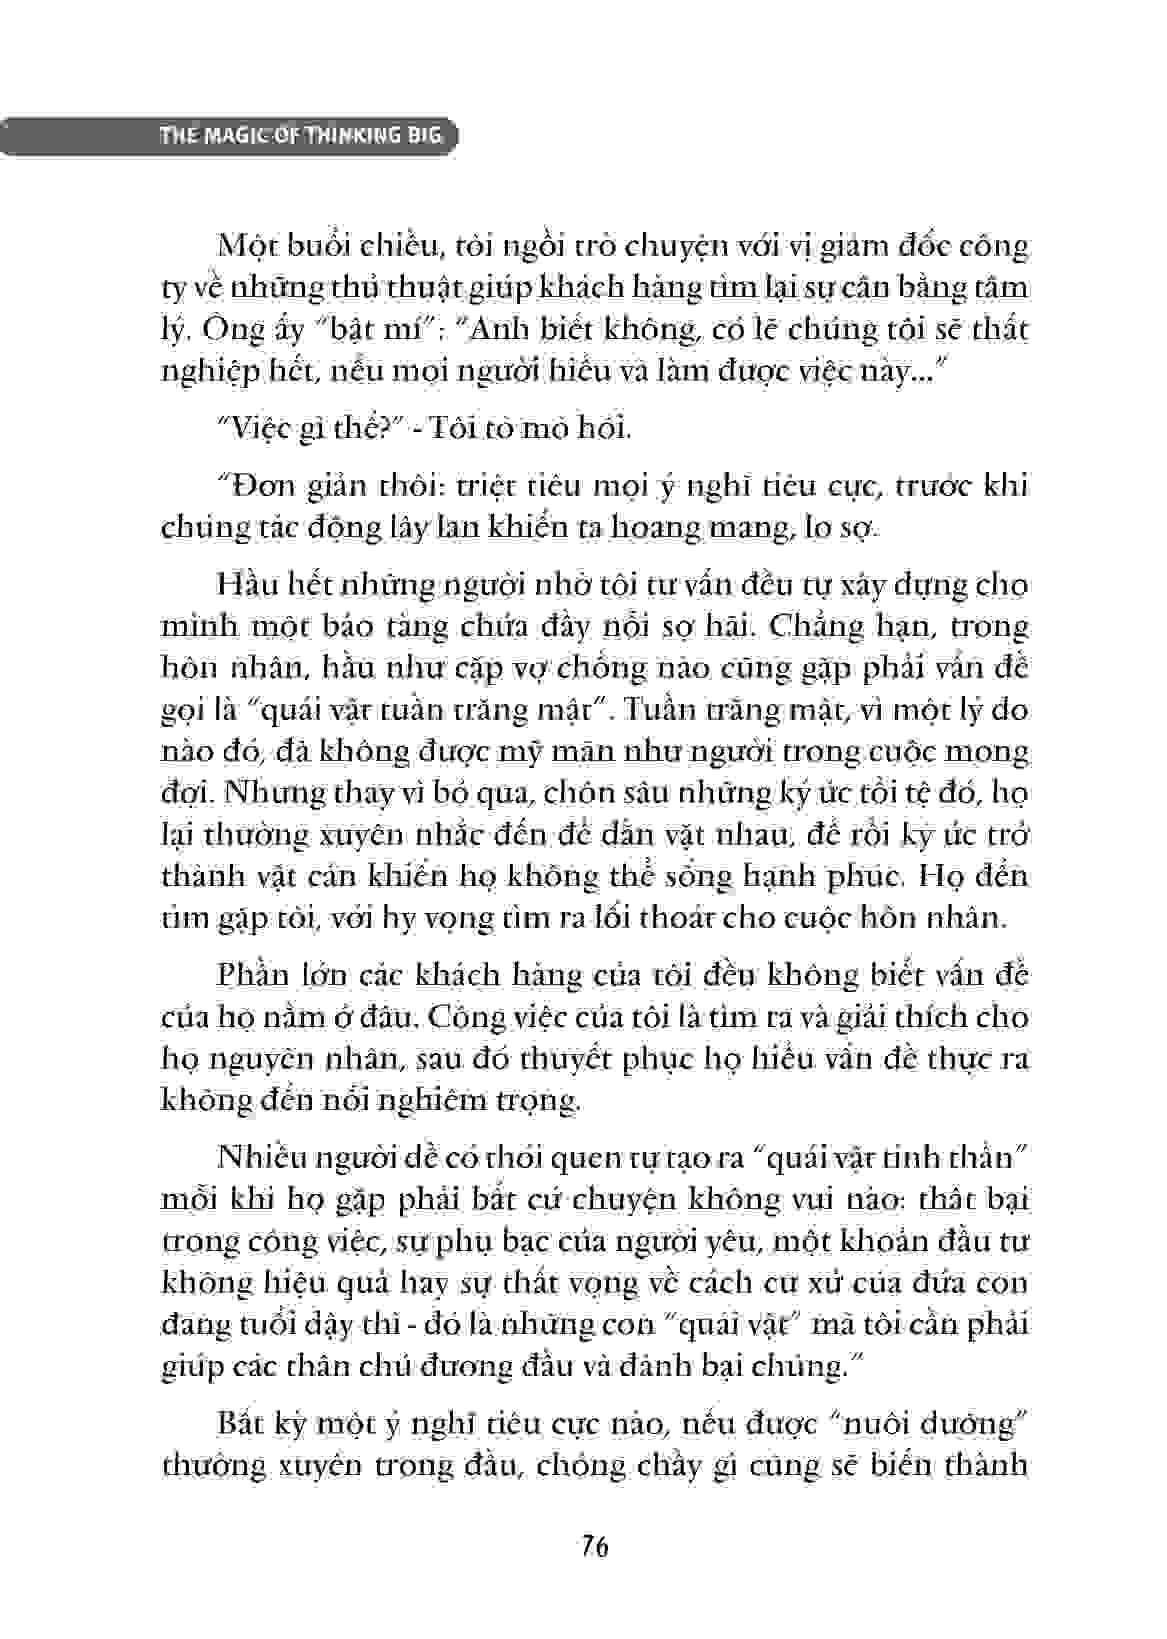 THE MAGIC OF THINKING BIG
Một buổi chiều, tôi ngồi trò chuyện với vị giám đốc công
ty về những thủ thuật giúp khách hàng tìm lại sự cân bằng tâm
lý. Ông ấy “bật mí”: “Anh biết không, có lẽ chúng tôi sẽ thất
nghiệp hết, nếu mọi người hiểu và làm được việc này...”
“Việc gì thế?” - Tôi tò mò hỏi.
“Đơn giản thôi: triệt tiêu mọi ý nghĩ tiêu cực, trước khi
chúng tác động lây lan khiến ta hoang mang, lo sợ.
Hầu hết những người nhờ tôi tư vấn đều tự xây dựng cho
mình một bảo tàng chứa đầy nỗi sợ hãi. Chẳng hạn, trong
hôn nhân, hầu như cặp vợ chồng nào cũng gặp phải vấn đề
gọi là “quái vật tuần trăng mật”. Tuần trăng mật, vì một lý do
nào đó, đã không được mỹ mãn như người trong cuộc mong
đợi. Nhưng thay vì bỏ qua, chôn sâu những ký ức tồi tệ đó, họ
lại thường xuyên nhắc đến để dằn vặt nhau, để rồi ký ức trở
thành vật cản khiến họ không thể sống hạnh phúc. Họ đến
tìm gặp tôi, với hy vọng tìm ra lối thoát cho cuộc hôn nhân.
Phần lớn các khách hàng của tôi đều không biết vấn đề
của họ nằm ở đâu. Công việc của tôi là tìm ra và giải thích cho
họ nguyên nhân, sau đó thuyết phục họ hiểu vấn đề thực ra
không đến nỗi nghiêm trọng.
Nhiều người dễ có thói quen tự tạo ra “quái vật tinh thần”
mỗi khi họ gặp phải bất cứ chuyện không vui nào: thất bại
trong công việc, sự phụ bạc của người yêu, một khoản đầu tư
không hiệu quả hay sự thất vọng về cách cư xử của đứa con
đang tuổi dậy thì - đó là những con “quái vật” mà tôi cần phải
giúp các thân chủ đương đầu và đánh bại chúng.”
Bất kỳ một ý nghĩ tiêu cực nào, nếu được “nuôi dưỡng”
thường xuyên trong đầu, chóng chầy gì cũng sẽ biến thành
76